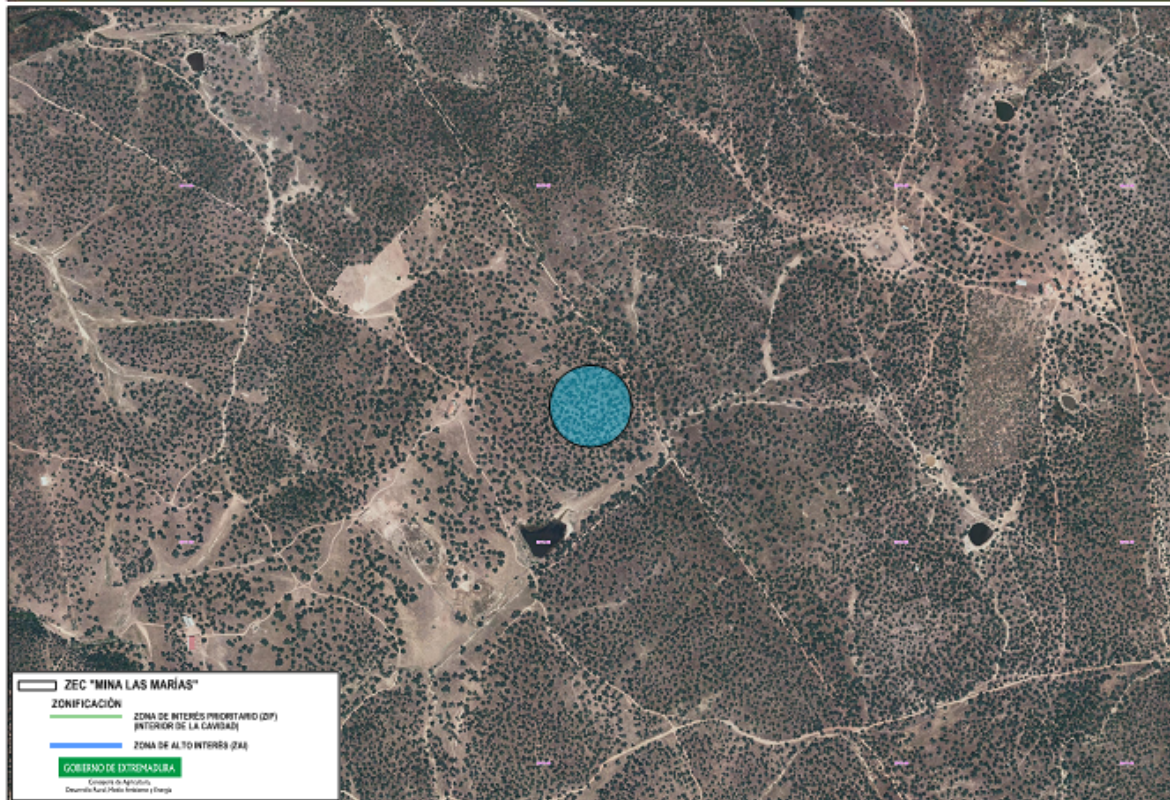 ZEC "MINA LAS MARÍAS"
ZONIFICACIÓN
ZONA DE INTERÉS PRIORITARIO (ZIP)
(INTERIOR DE LA CAVIDAD)
ZONA DE ALTO INTERÉS (ZAI)
GOBIERNO DE EXTREMADURA
Consejería de Agricultura,
Desarrollo Rural, Medio Ambiente y Energía